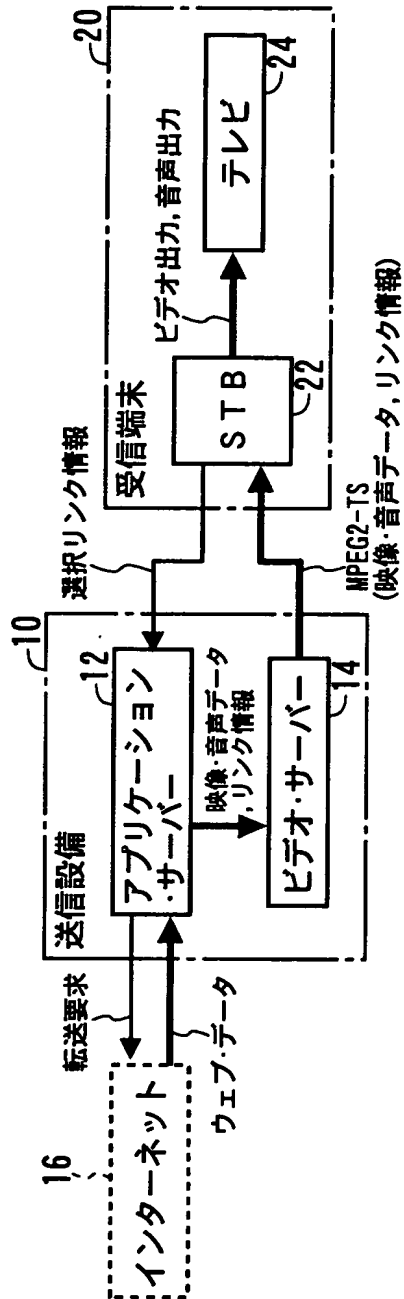 16
インターネット
転送要求
ウェブ・データ
10
送信設備
12
アプリケーション
・サーバー
映像・音声データ
,リンク情報
14
ビデオ・サーバー
選択リンク情報
MPEG2-TS
(映像・音声データ,リンク情報)
20
受信端末
STB
22
ビデオ出力,音声出力
テレビ
24